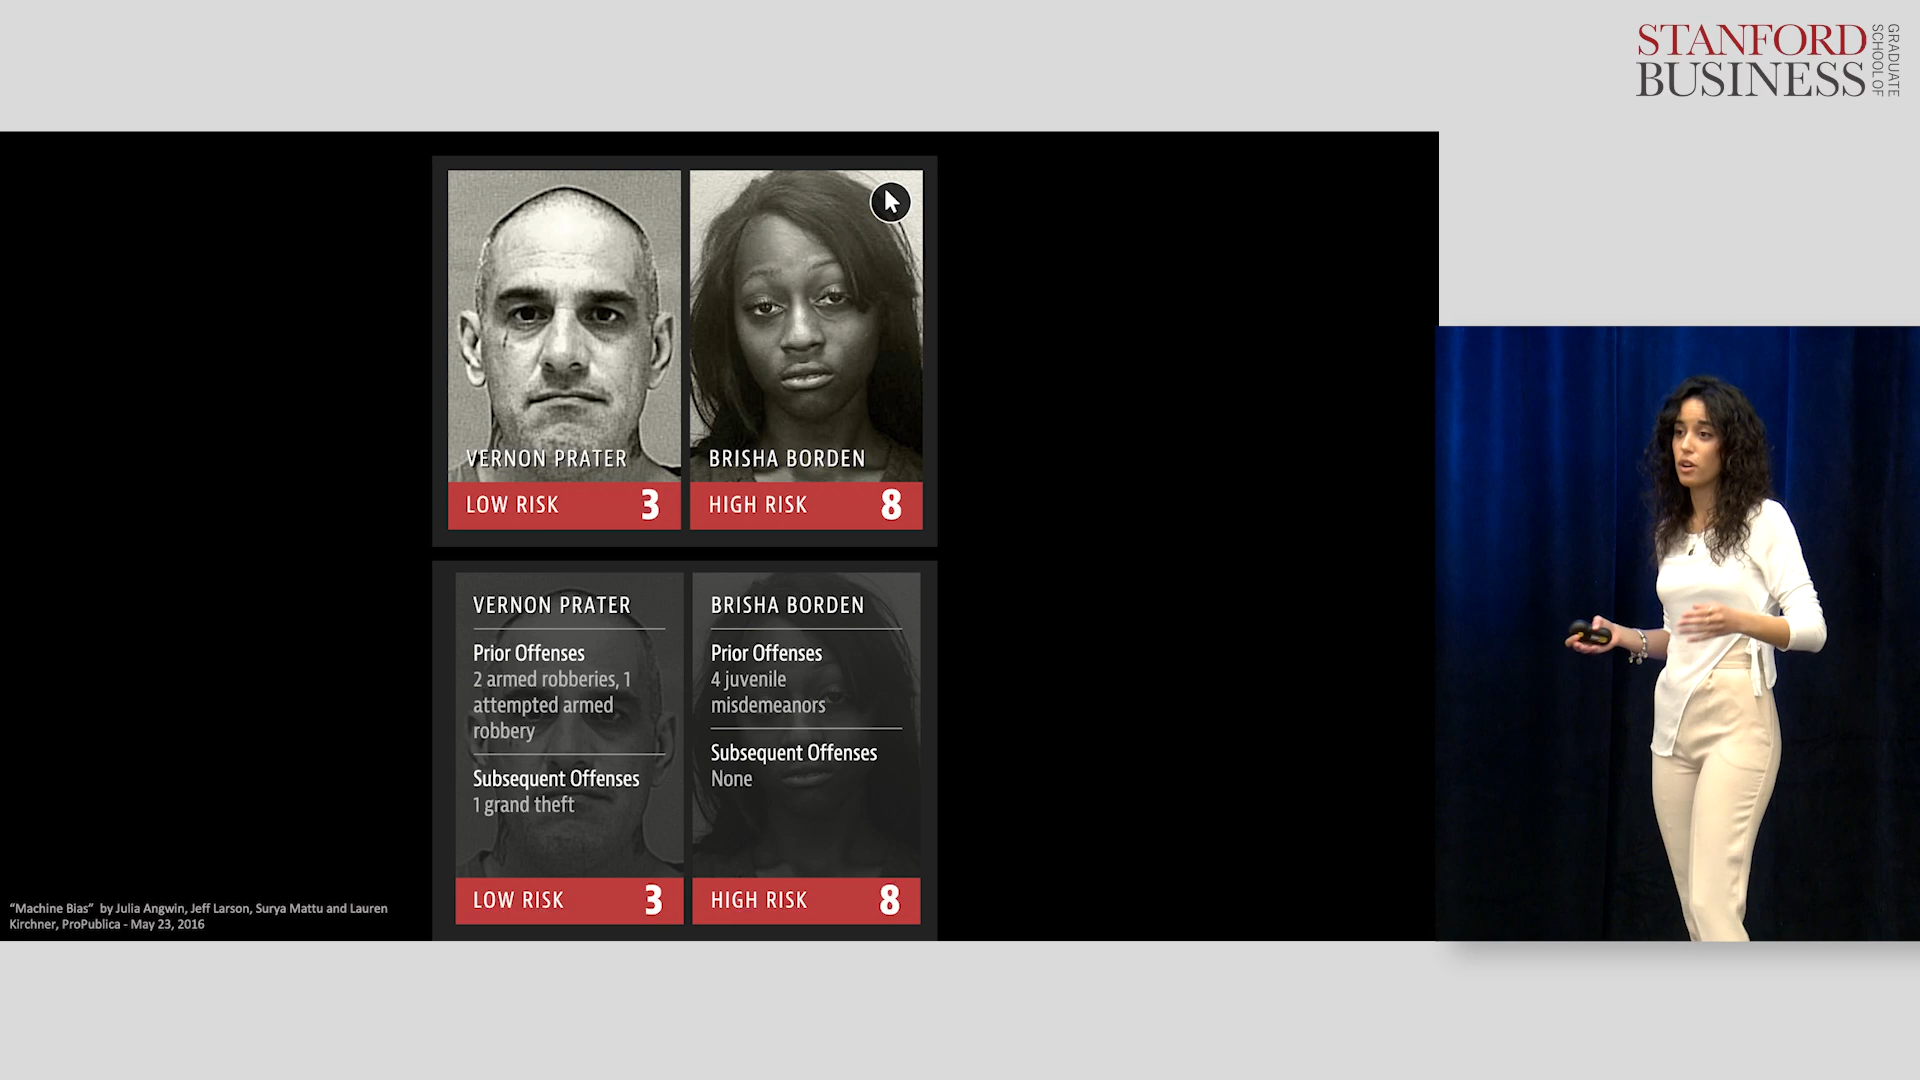 STANFORD
BUSINESS
GRADUATE
SCHOOL OF
VERNON PRATER
LOW RISK 3
BRISHA BORDEN
HIGH RISK 8
VERNON PRATER
Prior Offenses
2 armed robberies, 1
attempted armed
robbery
Subsequent Offenses
1 grand theft
LOW RISK 3
BRISHA BORDEN
Prior Offenses
4 juvenile
misdemeanors
Subsequent Offenses
None
HIGH RISK 8
“Machine Bias” by Julia Angwin, Jeff Larson, Surya Mattu and Lauren
Kirchner, ProPublica - May 23, 2016